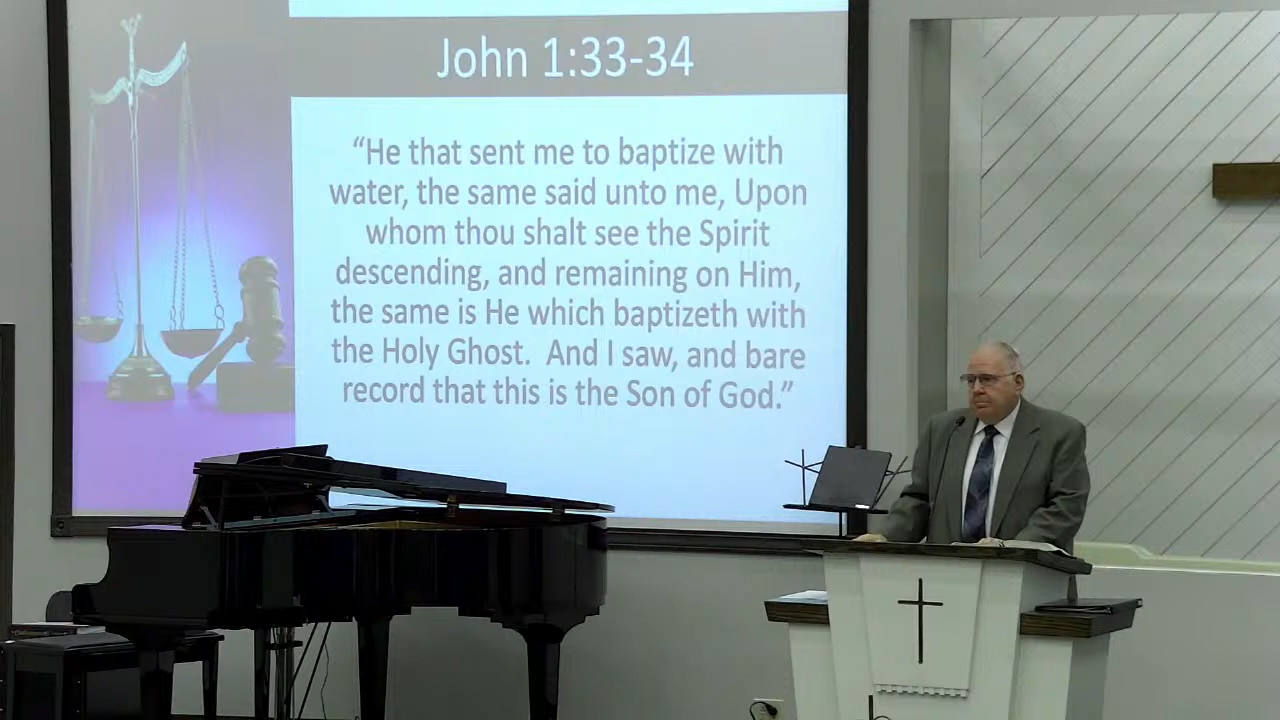 John 1:33-34
“He that sent me to baptize with
water, the same said unto me, Upon
whom thou shalt see the Spirit
descending, and remaining on Him,
the same is He which baptizeth with
the Holy Ghost.  And I saw, and bare
record that this is the Son of God.”